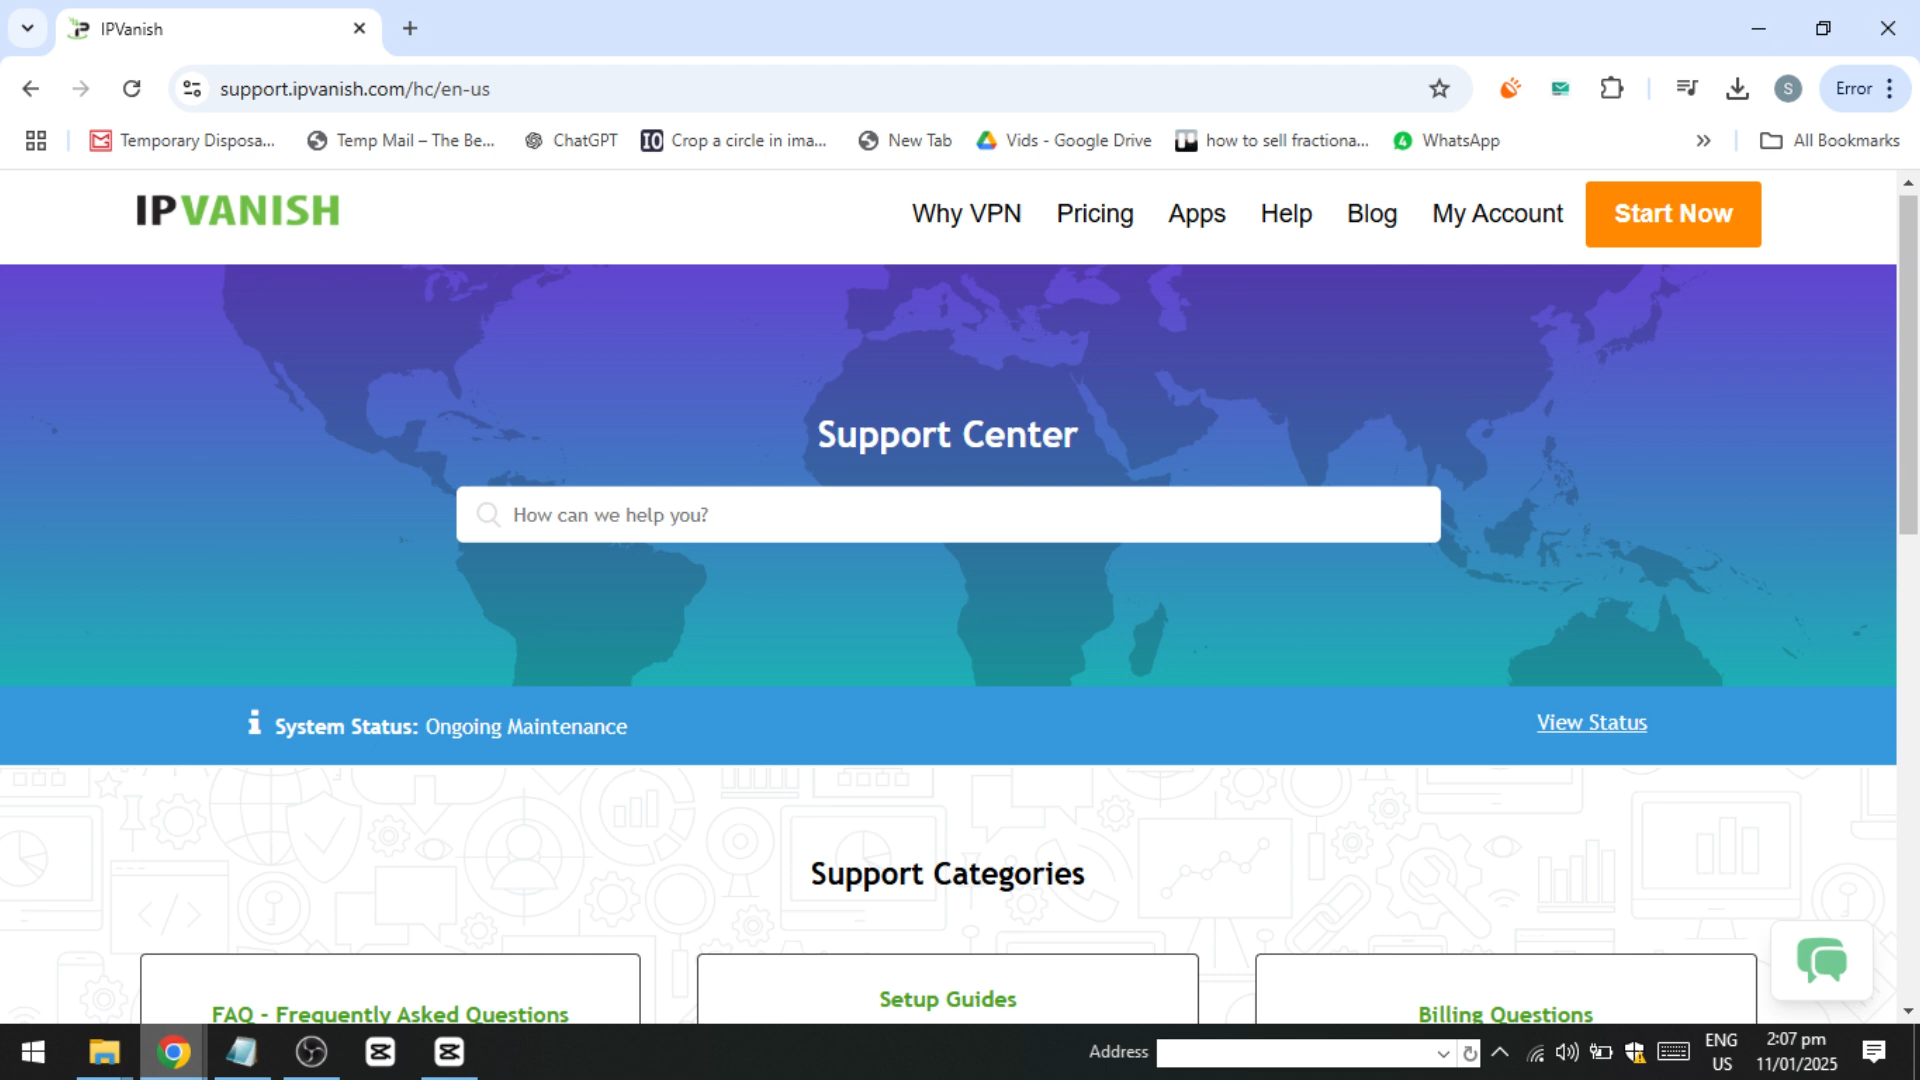 IPVanish
support.ipvanish.com/hc/en-us
S
Error
Temporary Disposa...
Temp Mail – The Be...
ChatGPT
IO
Crop a circle in ima...
New Tab
Vids - Google Drive
how to sell fractiona...
4
WhatsApp
All Bookmarks
IPVANISH
Why VPN
Pricing
Apps
Help
Blog
My Account
Start Now
Support Center
How can we help you?
System Status: Ongoing Maintenance
View Status
Support Categories
FAQ - Frequently Asked Questions
Setup Guides
Billing Questions
Address
ENG
US
2:07 pm
11/01/2025